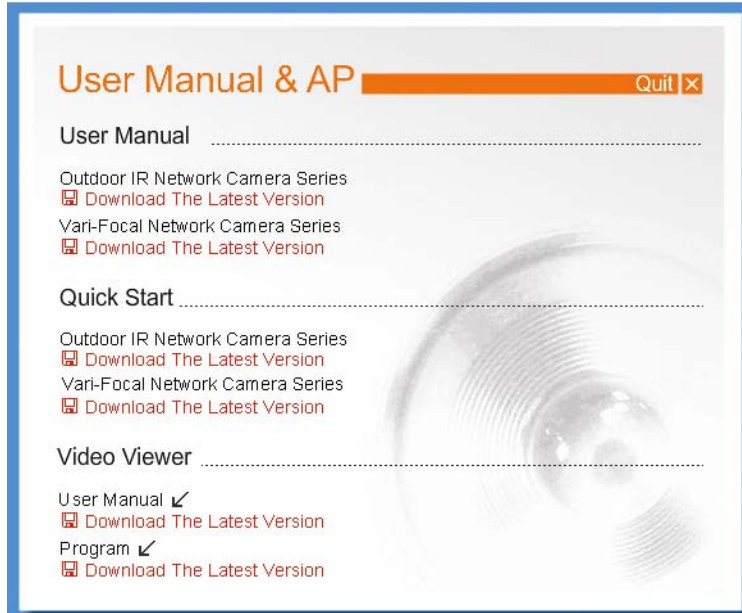 User Manual & AP
Quit
User Manual
Outdoor IR Network Camera Series
Download The Latest Version
Vari-Focal Network Camera Series
Download The Latest Version
Quick Start
Outdoor IR Network Camera Series
Download The Latest Version
Vari-Focal Network Camera Series
Download The Latest Version
Video Viewer
User Manual
Download The Latest Version
Program
Download The Latest Version